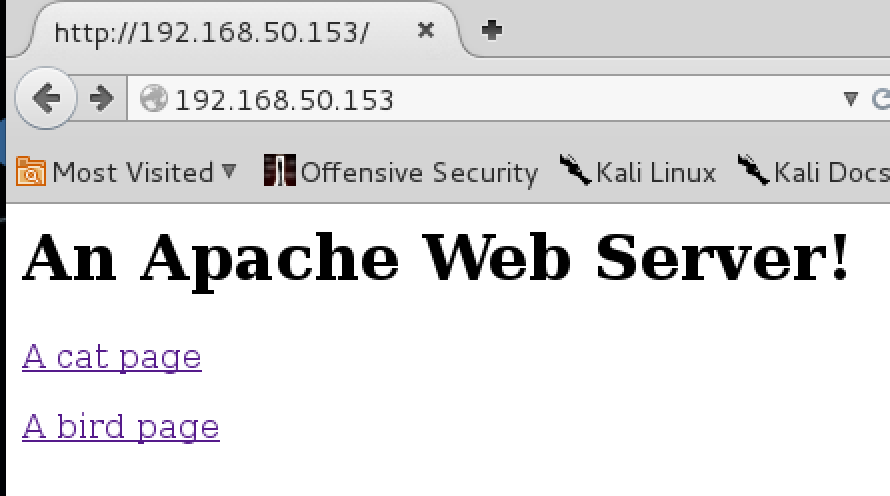 http://192.168.50.153/
192.168.50.153
Most Visited Offensive Security Kali Linux Kali Docs
An Apache Web Server!
A cat page
A bird page